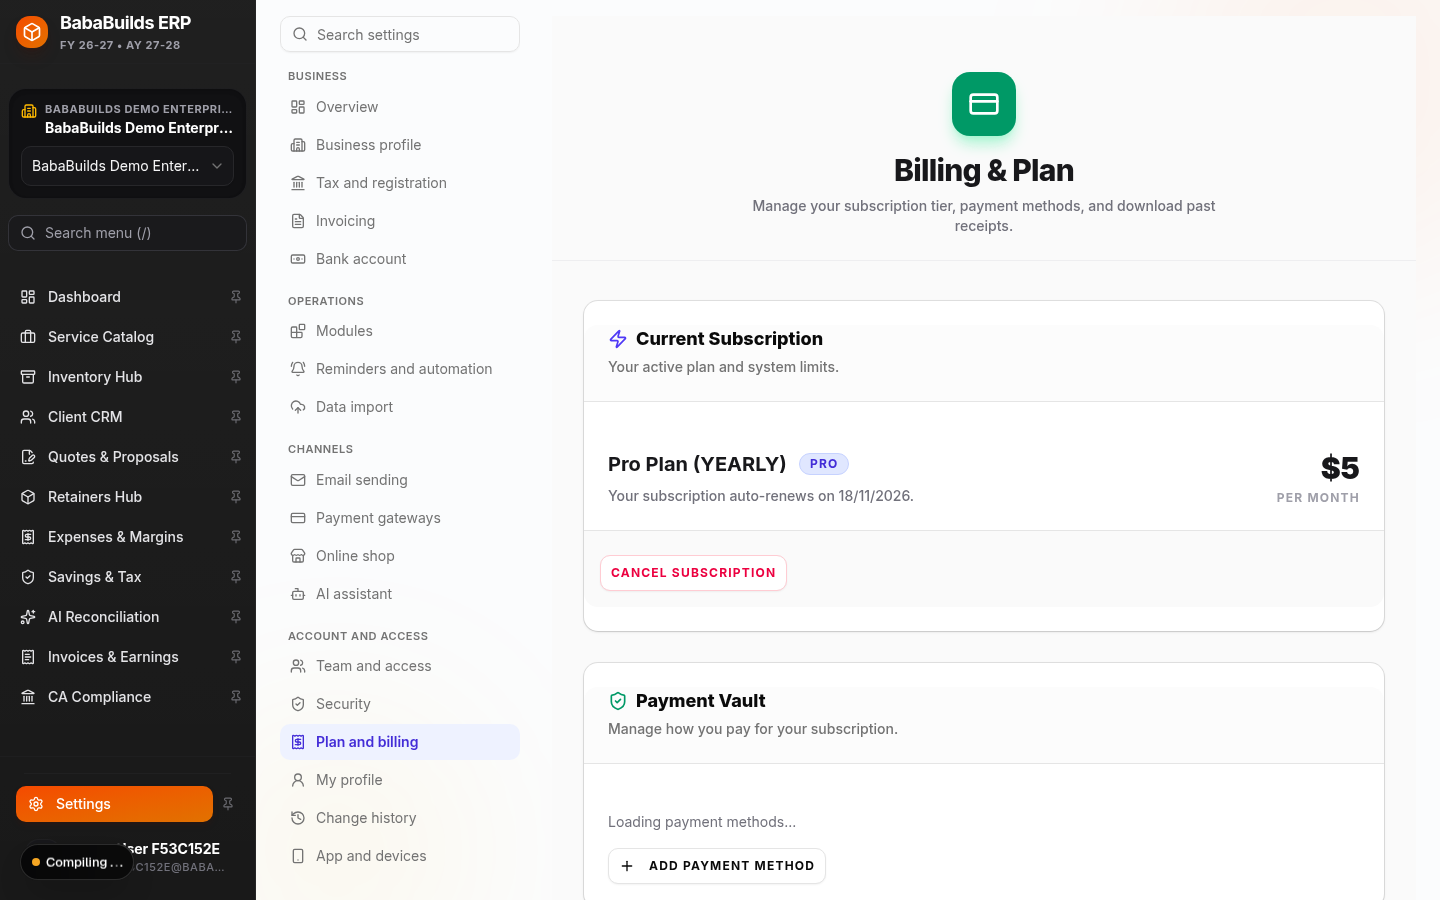 BabaBuilds ERP
FY 26-27 • AY 27-28
BABABUILDS DEMO ENTERPRI...
BabaBuilds Demo Enterpr...
BabaBuilds Demo Enter...
Search menu (/)
Dashboard
Service Catalog
Inventory Hub
Client CRM
Quotes & Proposals
Retainers Hub
Expenses & Margins
Savings & Tax
AI Reconciliation
Invoices & Earnings
CA Compliance
Settings
ser F53C152E
C152E@BABA...
Compiling ...
Search settings
BUSINESS
Overview
Business profile
Tax and registration
Invoicing
Bank account
OPERATIONS
Modules
Reminders and automation
Data import
CHANNELS
Email sending
Payment gateways
Online shop
AI assistant
ACCOUNT AND ACCESS
Team and access
Security
Plan and billing
My profile
Change history
App and devices
Billing & Plan
Manage your subscription tier, payment methods, and download past
receipts.
Current Subscription
Your active plan and system limits.
Pro Plan (YEARLY) PRO
Your subscription auto-renews on 18/11/2026.
$5
PER MONTH
CANCEL SUBSCRIPTION
Payment Vault
Manage how you pay for your subscription.
Loading payment methods...
ADD PAYMENT METHOD